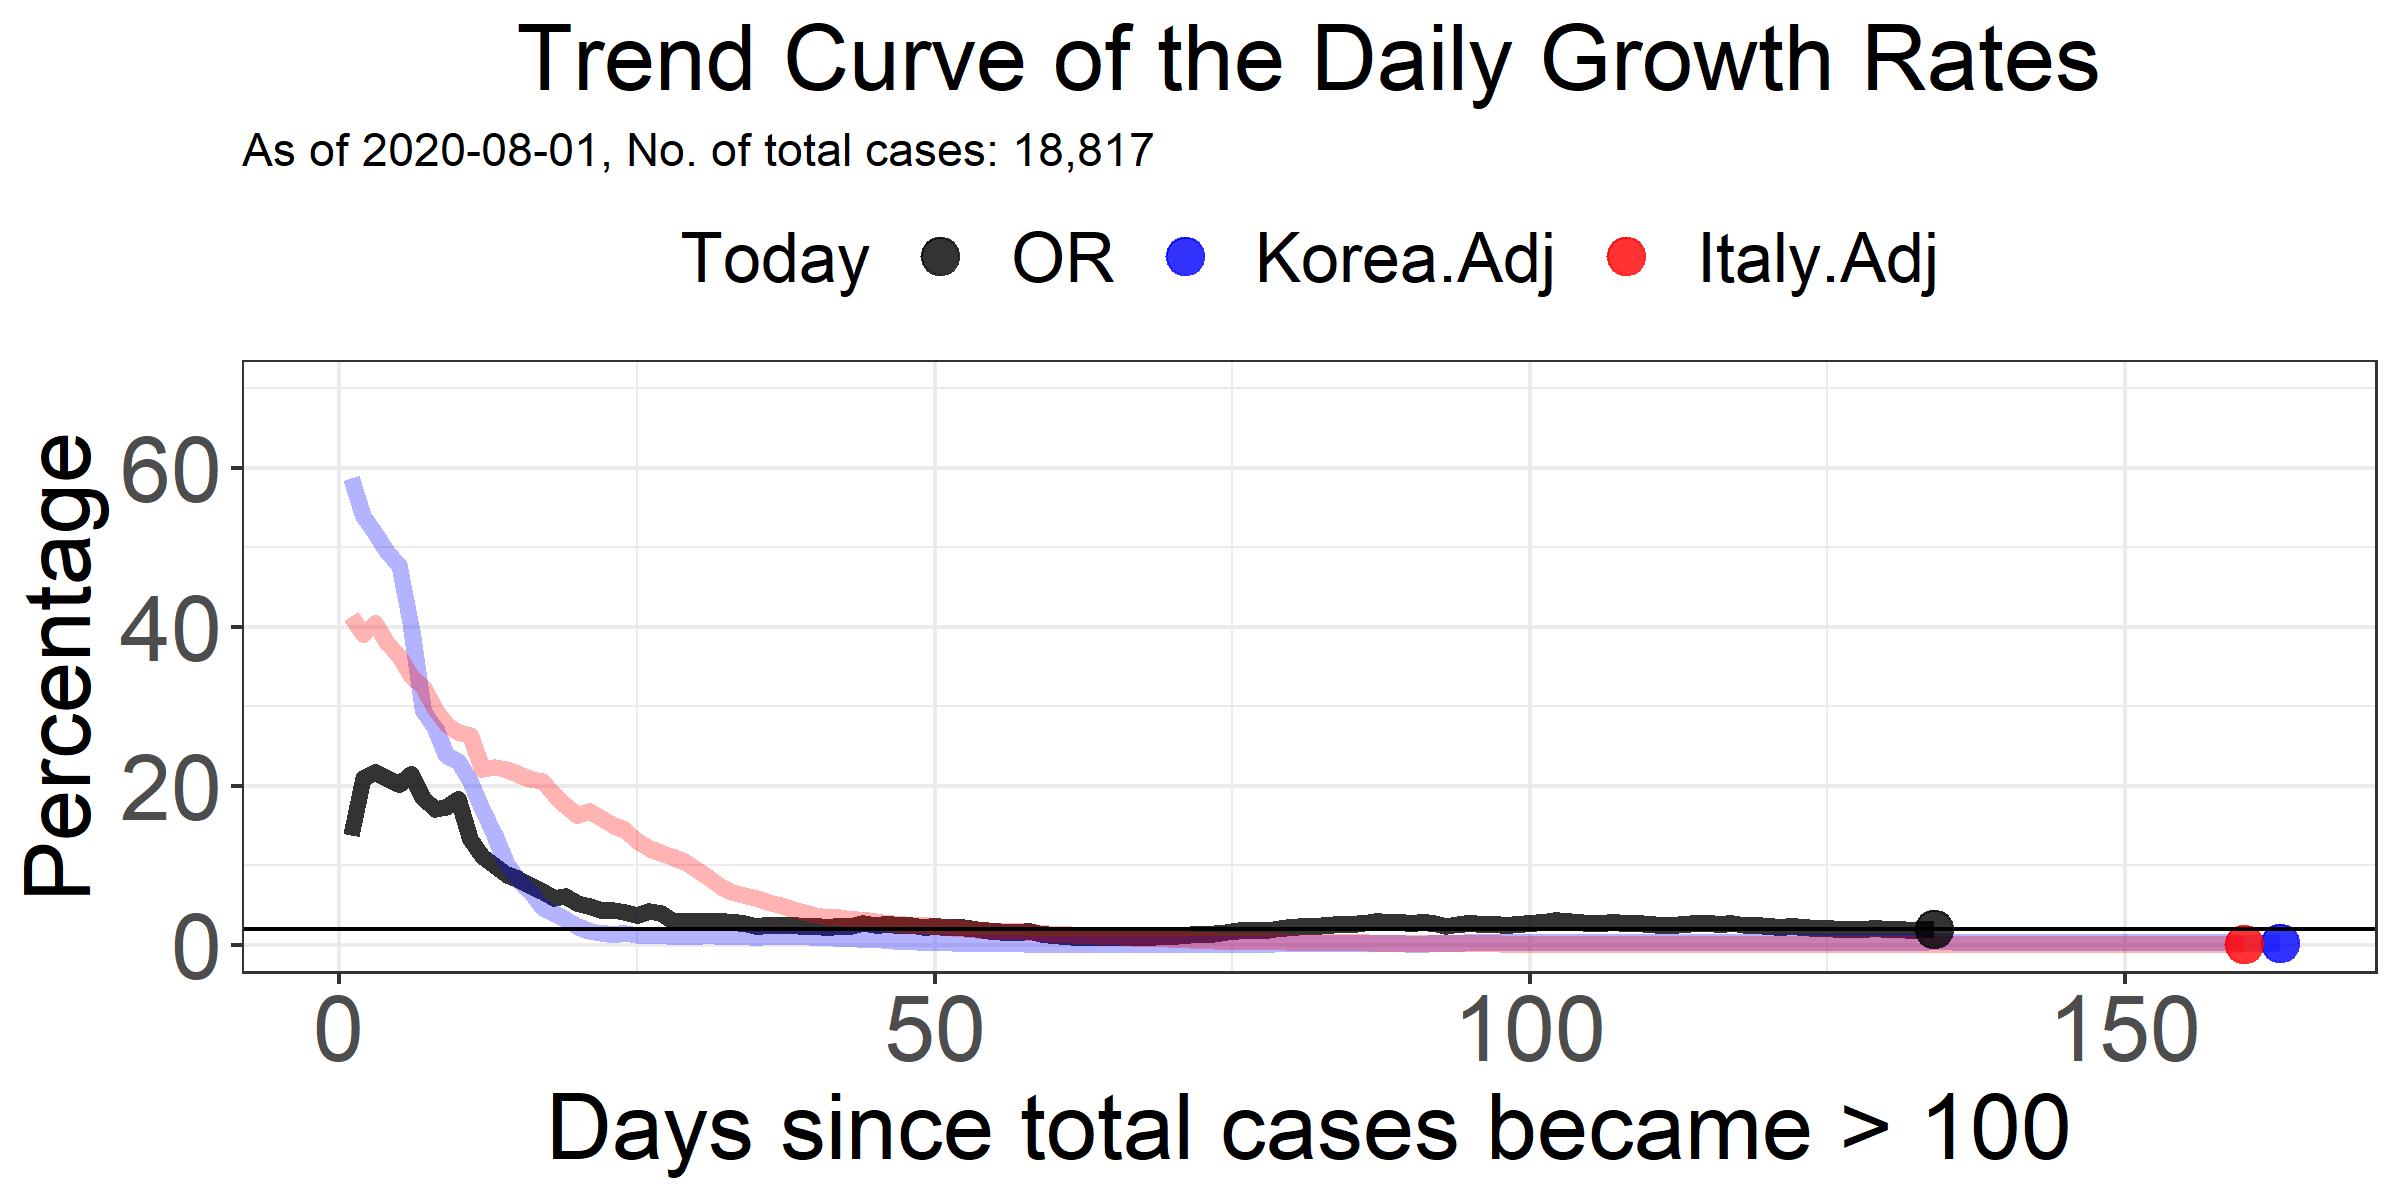 Trend Curve of the Daily Growth Rates
As of 2020-08-01, No. of total cases: 18,817
Today OR Korea.Adj Italy.Adj
Percentage
60
40
20
0
0 50 100 150
Days since total cases became > 100